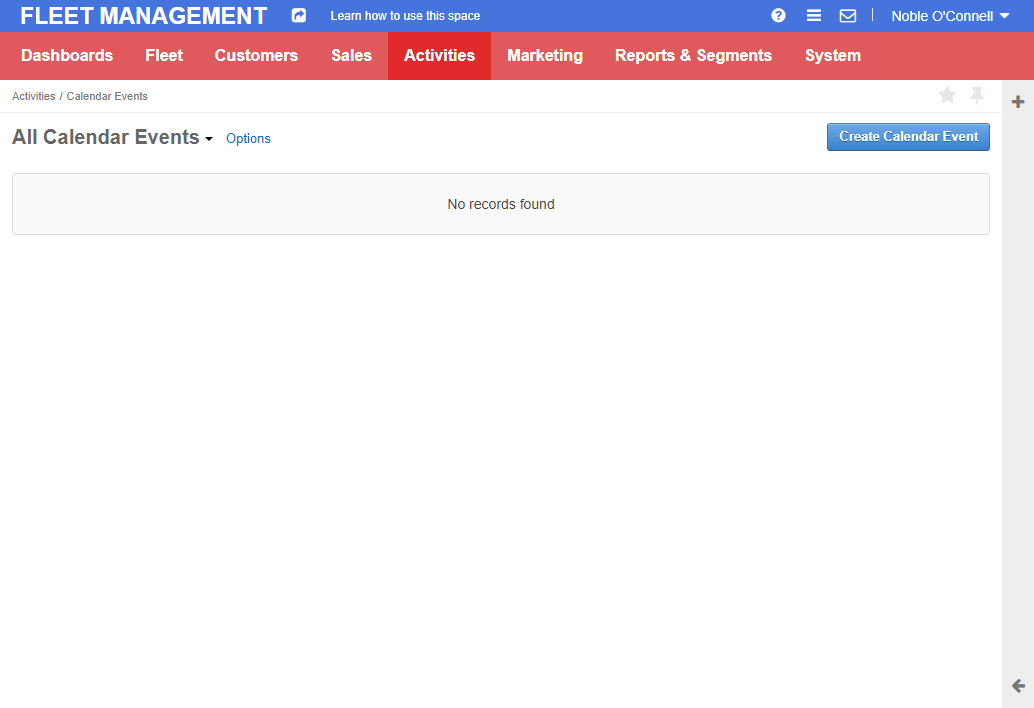 FLEET MANAGEMENT Learn how to use this space Noble O'Connell
Dashboards Fleet Customers Sales Activities Marketing Reports & Segments System
Activities / Calendar Events
All Calendar Events Options Create Calendar Event
No records found